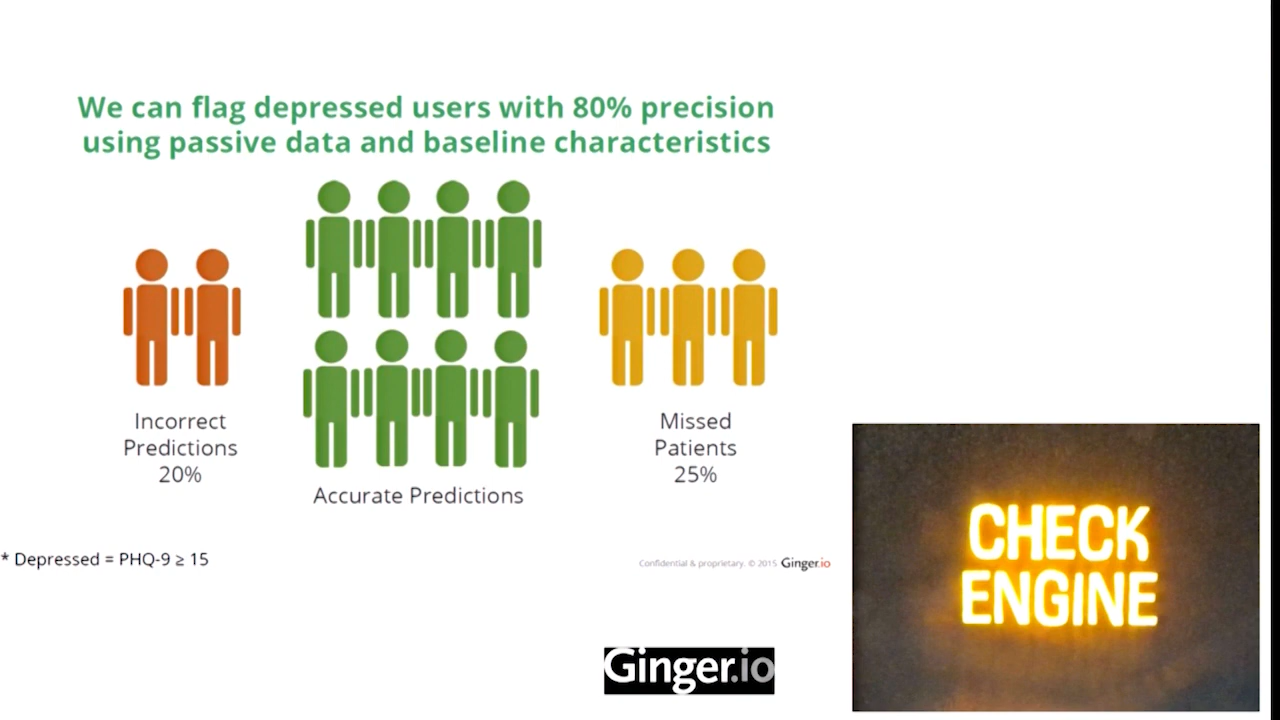 We can flag depressed users with 80% precision
using passive data and baseline characteristics
Incorrect
Predictions
20%
Accurate Predictions
Missed
Patients
25%
* Depressed = PHQ-9 ≥ 15
Confidential & proprietary. © 2015 Ginger.io
Ginger.io
CHECK
ENGINE